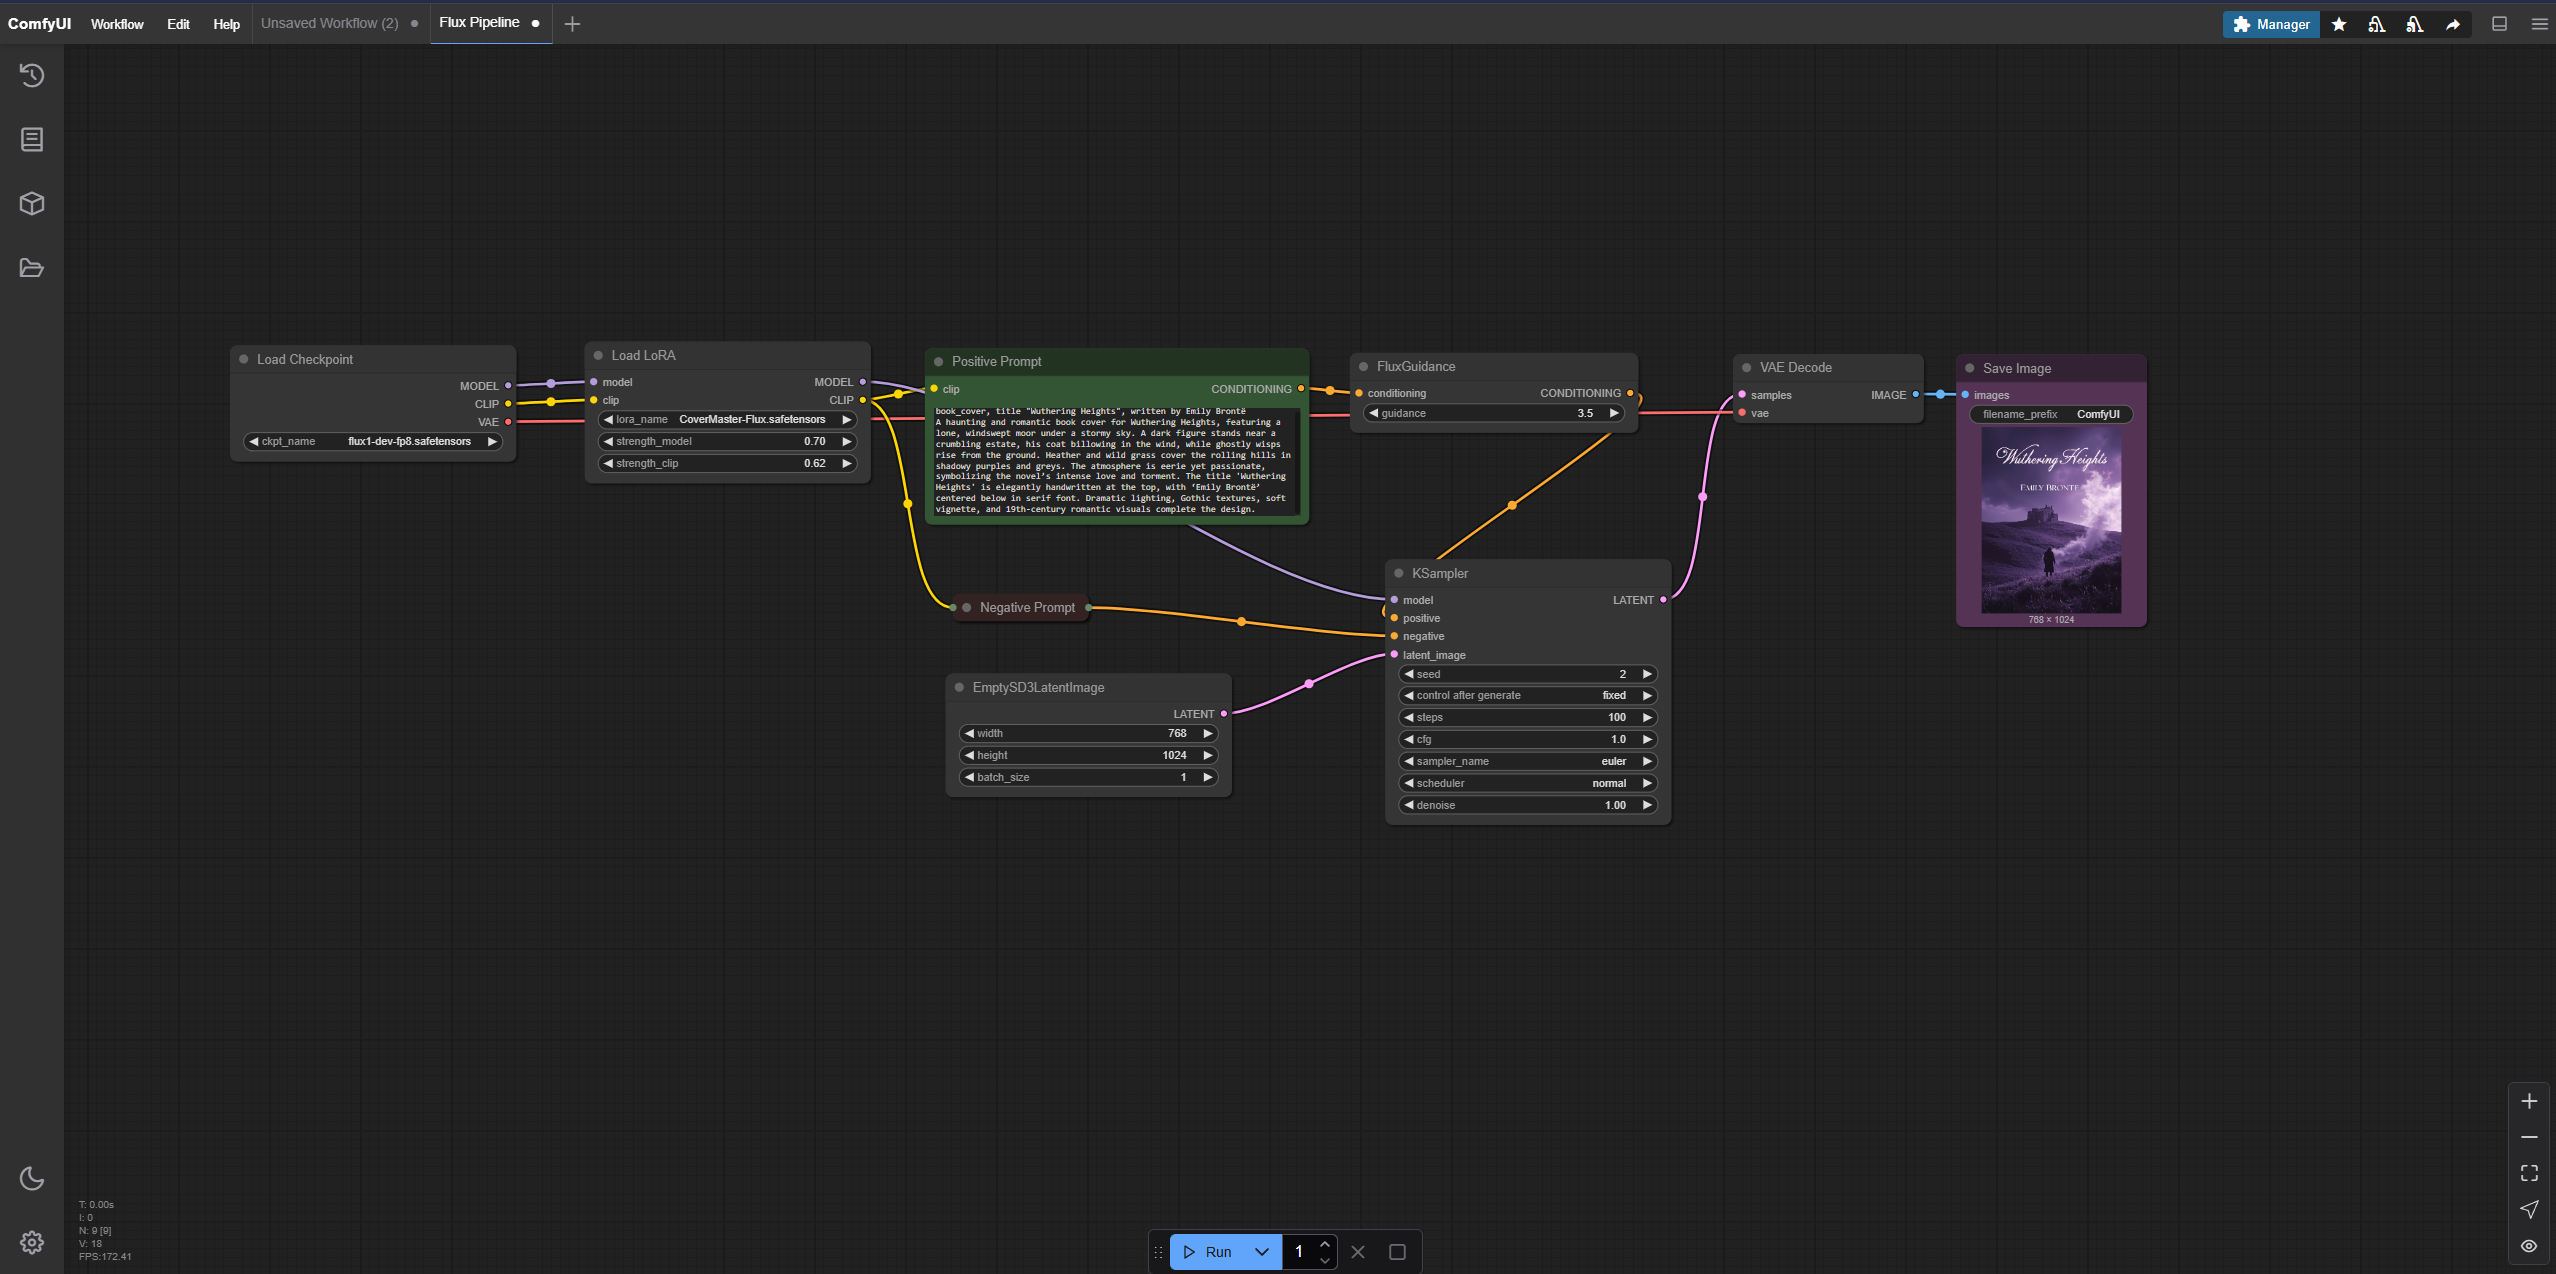 ComfyUI Workflow Edit Help Unsaved Workflow (2) Flux Pipeline
Manager
Load Checkpoint
MODEL
CLIP
VAE
ckpt_name flux1-dev-fp8.safetensors
Load LoRA
model MODEL
clip CLIP
lora_name CoverMaster-Flux.safetensors
strength_model 0.70
strength_clip 0.62
Positive Prompt
clip CONDITIONING
book_cover, title "Wuthering Heights", written by Emily Brontë
A haunting and romantic book cover for Wuthering Heights, featuring a
lone, windswept moor under a stormy sky. A dark figure stands near a
crumbling estate, his coat billowing in the wind, while ghostly wisps
rise from the ground. Heather and wild grass cover the rolling hills in
shadowy purples and greys. The atmosphere is eerie yet passionate,
symbolizing the novel's intense love and torment. The title 'Wuthering
Heights' is elegantly handwritten at the top, with 'Emily Brontë'
centered below in serif font. Dramatic lighting, Gothic textures, soft
vignette, and 19th-century romantic visuals complete the design.
FluxGuidance
conditioning CONDITIONING
guidance 3.5
Negative Prompt
EmptySD3LatentImage
LATENT
width 768
height 1024
batch_size 1
KSampler
model LATENT
positive
negative
latent_image
seed 2
control after generate fixed
steps 100
cfg 1.0
sampler_name euler
scheduler normal
denoise 1.00
VAE Decode
samples IMAGE
vae
Save Image
images
filename_prefix ComfyUI
Wuthering Heights
EMILY BRONTË
768 × 1024
T: 0.00s
I: 0
N: 9 [9]
V: 18
FPS:172.41
Run 1